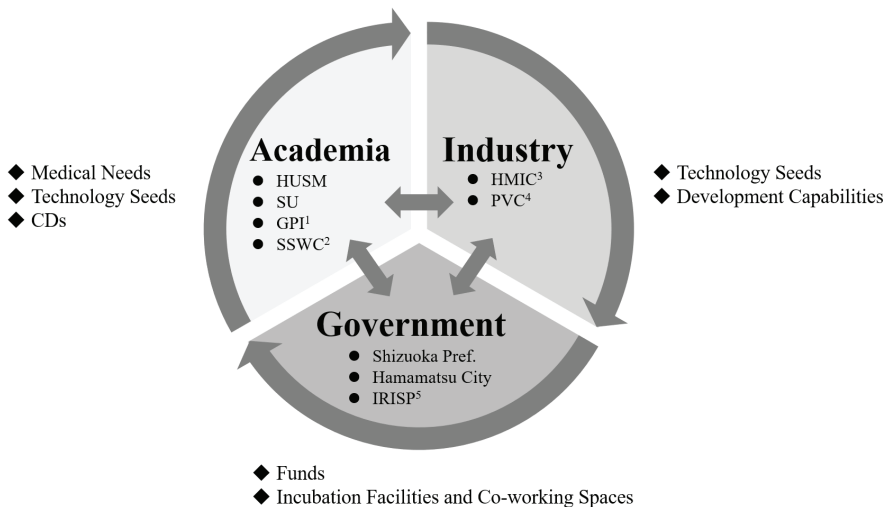 Academia
● HUSM
● SU
● GPI¹
● SSWC²
Industry
● HMIC³
● PVC⁴
Government
● Shizuoka Pref.
● Hamamatsu City
● IRISP⁵
◆ Medical Needs
◆ Technology Seeds
◆ CDs
◆ Technology Seeds
◆ Development Capabilities
◆ Funds
◆ Incubation Facilities and Co-working Spaces